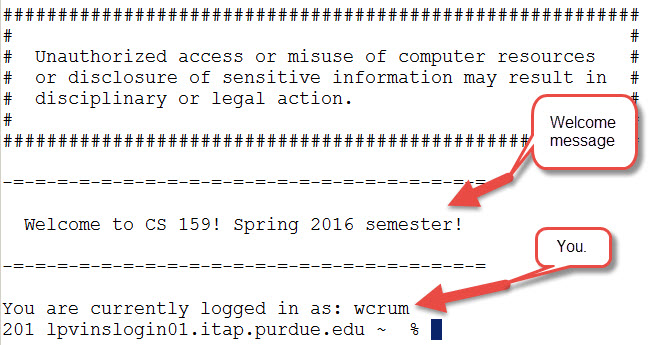 ###########################################################
# #
# Unauthorized access or misuse of computer resources #
# or disclosure of sensitive information may result in #
# disciplinary or legal action. #
# #
###########################################################
-=-=-=-=-=-=-=-=-=-=-=-=-=-=-=-=-=-=-=-=-=-=-
Welcome message
Welcome to CS 159! Spring 2016 semester!
-=-=-=-=-=-=-=-=-=-=-=-=-=-=-=-=-=-=-=-=-=-=-=
You.
You are currently logged in as: wcrum
201 lpvinslogin01.itap.purdue.edu ~ %